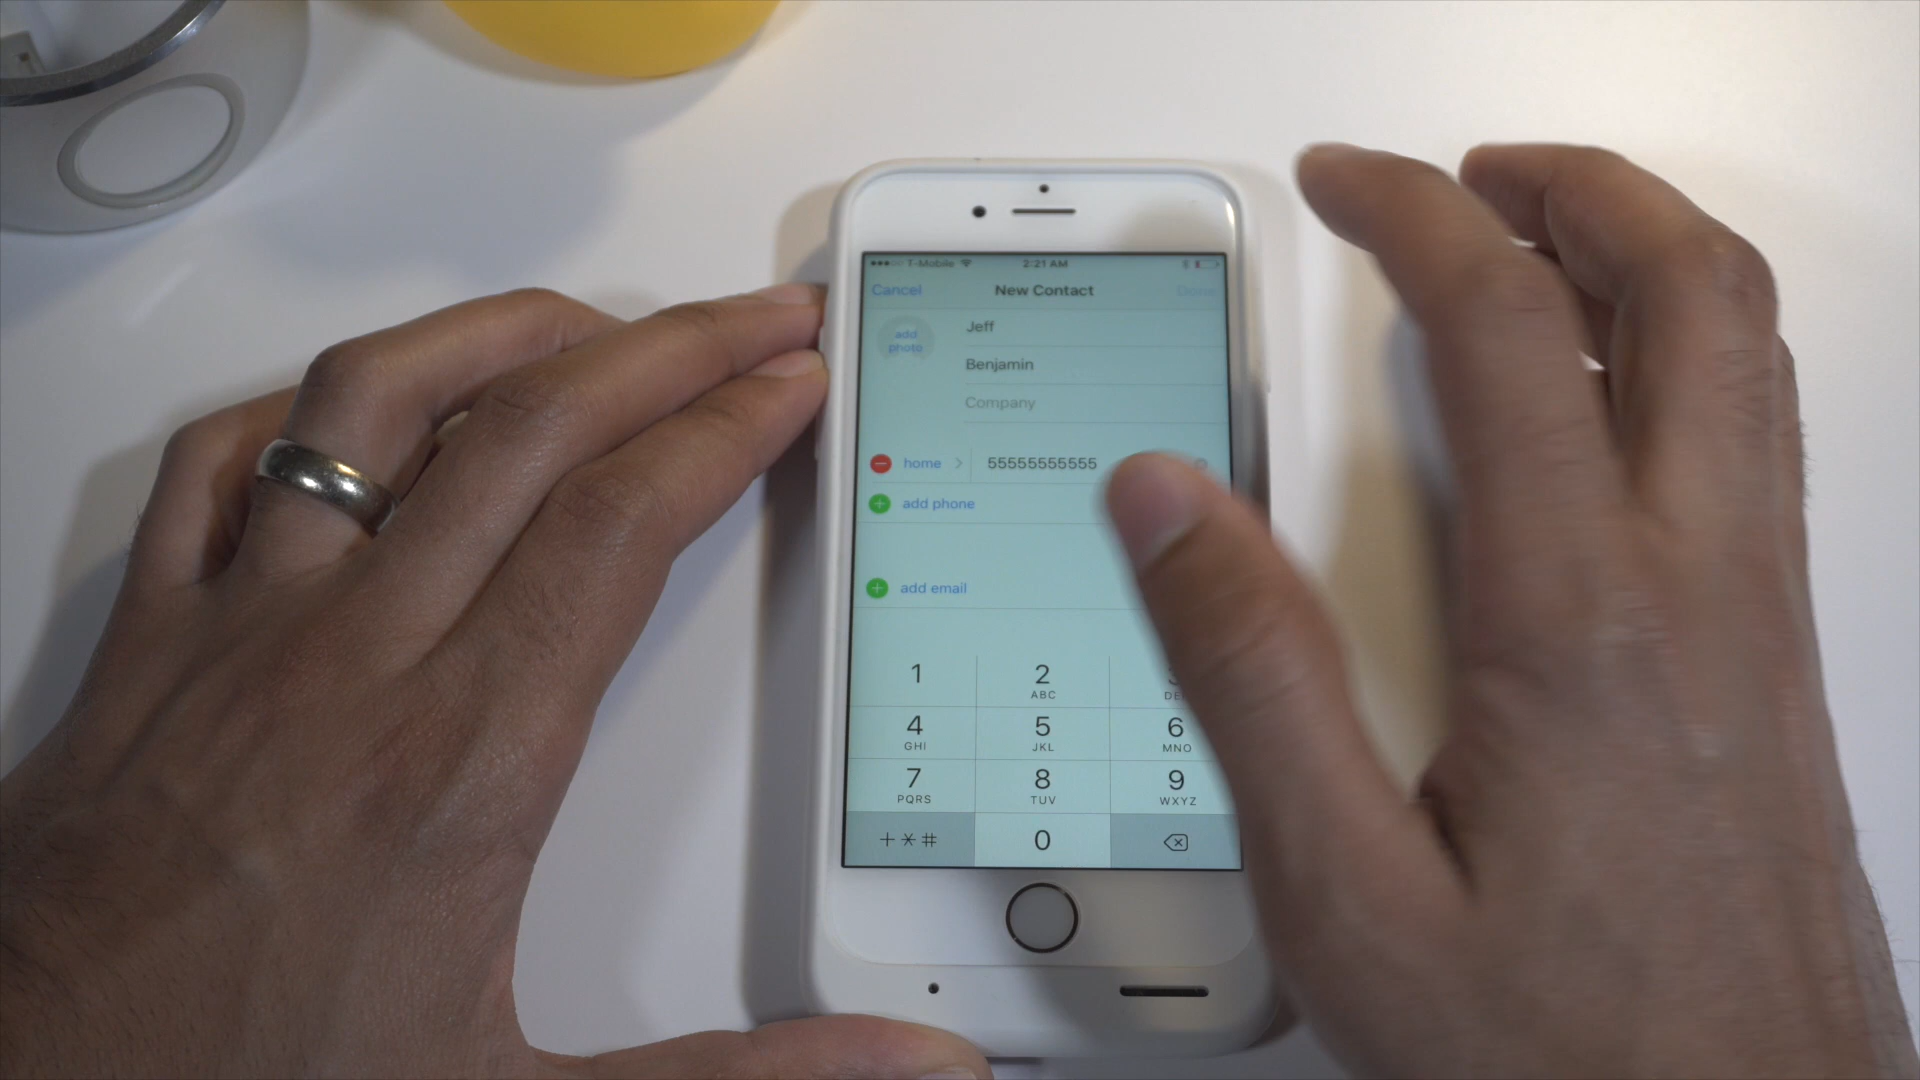 T-Mobile 2:21 AM
Cancel New Contact Done
add photo
Jeff
Benjamin
Company
home 55555555555
add phone
add email
1 2 ABC
4 GHI 5 JKL 6 MNO
7 PQRS 8 TUV 9 WXYZ
+*# 0